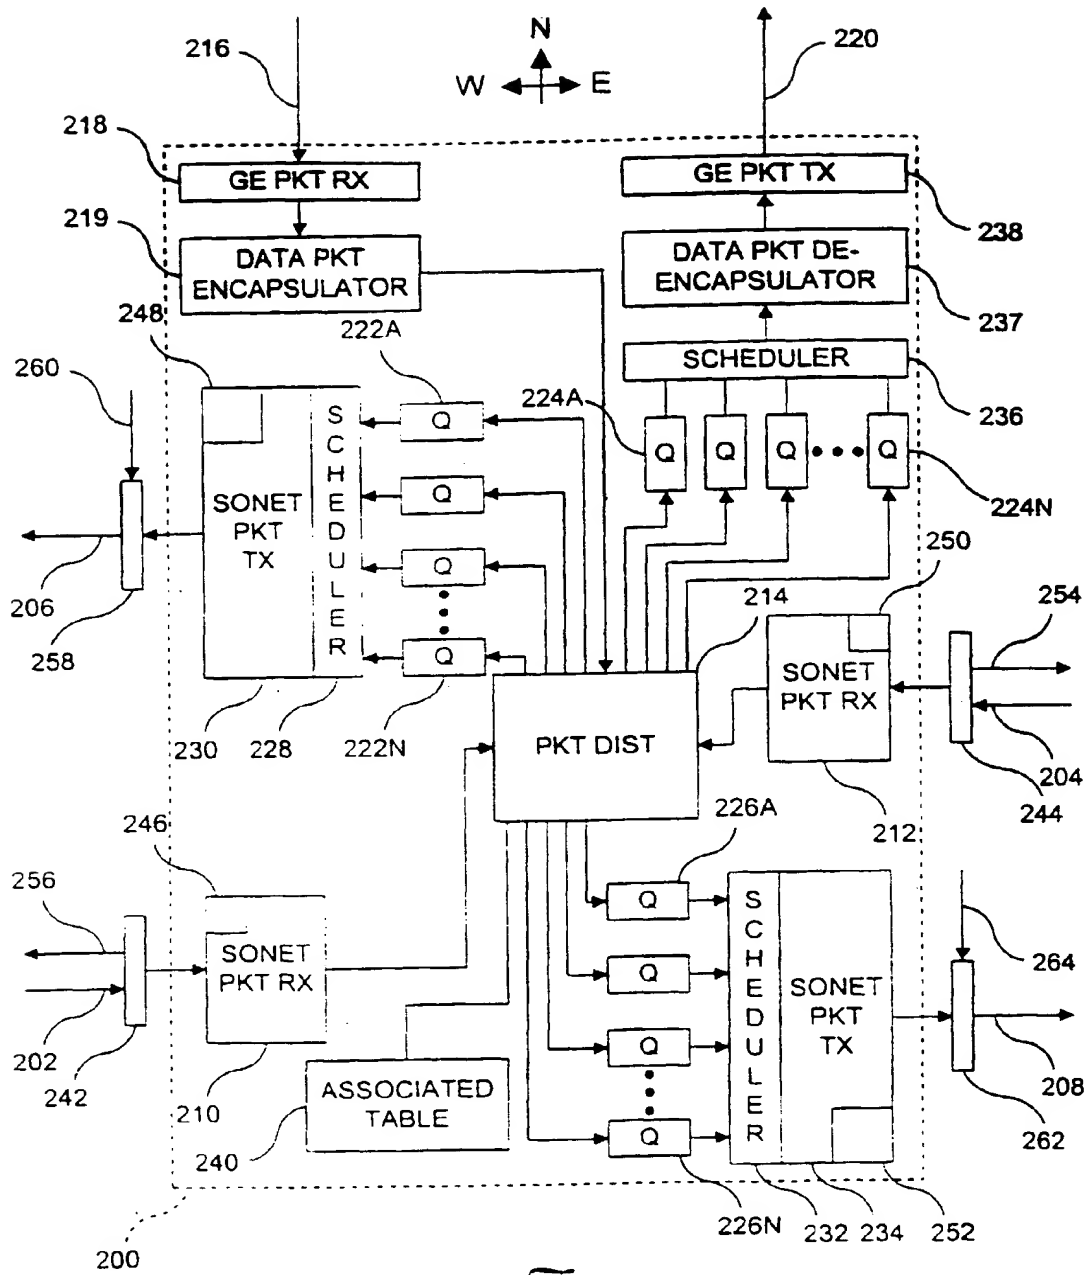 N
W E
216
220
218
GE PKT RX
GE PKT TX
238
219
DATA PKT
ENCAPSULATOR
DATA PKT DE-
ENCAPSULATOR
237
248
222A
SCHEDULER
236
260
224A
Q
Q
Q
Q
224N
SONET
PKT
TX
SCHEDULER
Q
Q
Q
Q
206
258
230
228
222N
250
214
254
SONET
PKT RX
PKT DIST
204
244
212
226A
246
256
SONET
PKT RX
202
242
210
ASSOCIATED
TABLE
240
Q
Q
Q
Q
SCHEDULER
SONET
PKT
TX
264
208
262
226N
232
234
252
200